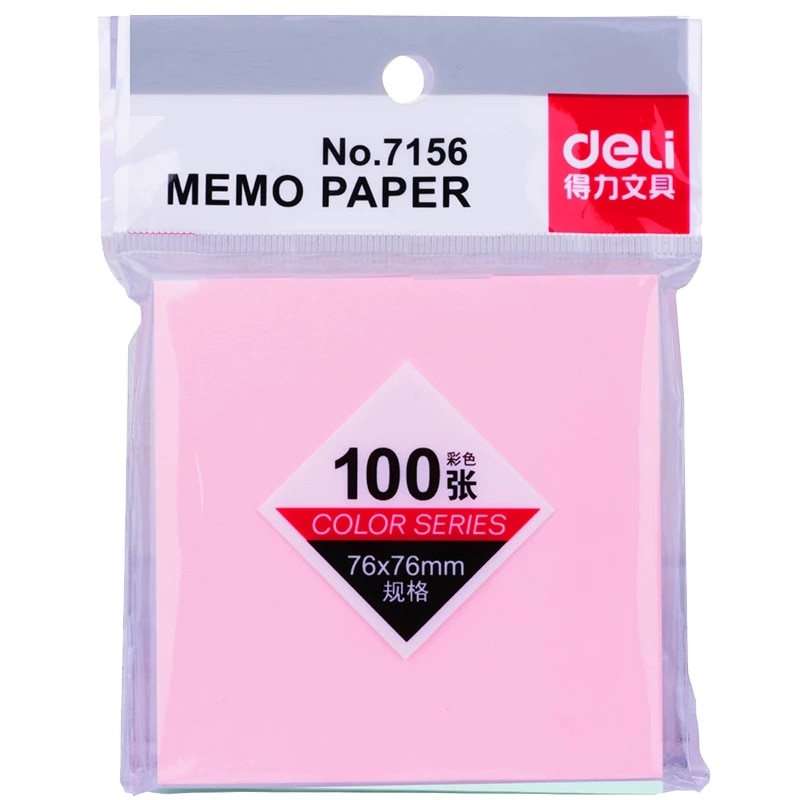 No.7156
MEMO PAPER
deli
得力文具
100张
彩色
COLOR SERIES
76x76mm
规格